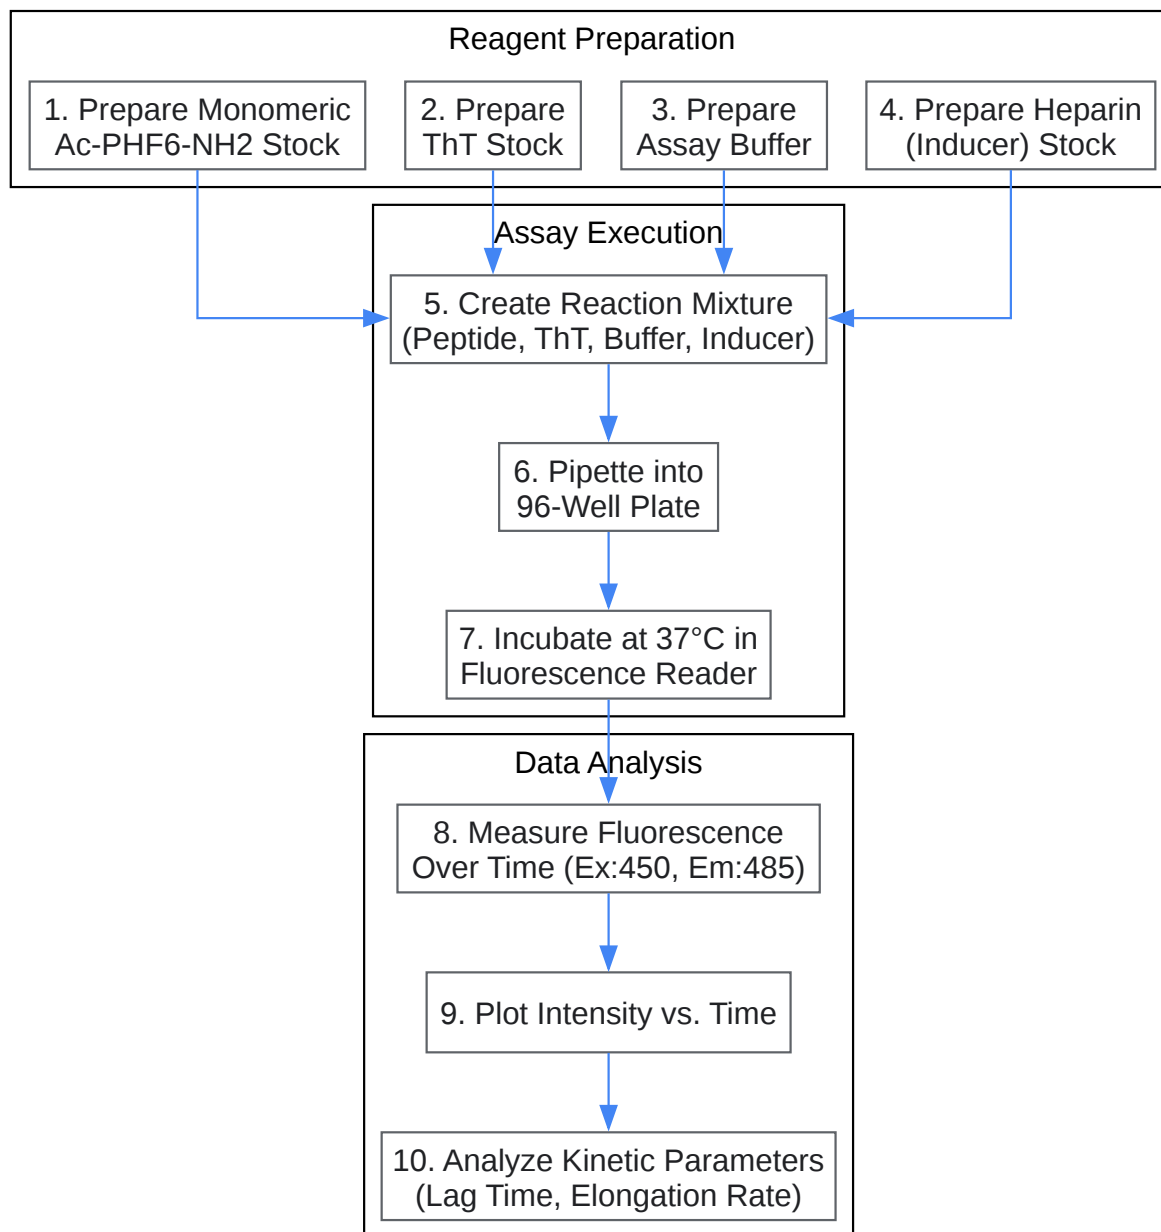 Reagent Preparation
1. Prepare Monomeric
Ac-PHF6-NH2 Stock
2. Prepare
ThT Stock
3. Prepare
Assay Buffer
4. Prepare Heparin
(Inducer) Stock
Assay Execution
5. Create Reaction Mixture
(Peptide, ThT, Buffer, Inducer)
6. Pipette into
96-Well Plate
7. Incubate at 37°C in
Fluorescence Reader
Data Analysis
8. Measure Fluorescence
Over Time (Ex:450, Em:485)
9. Plot Intensity vs. Time
10. Analyze Kinetic Parameters
(Lag Time, Elongation Rate)